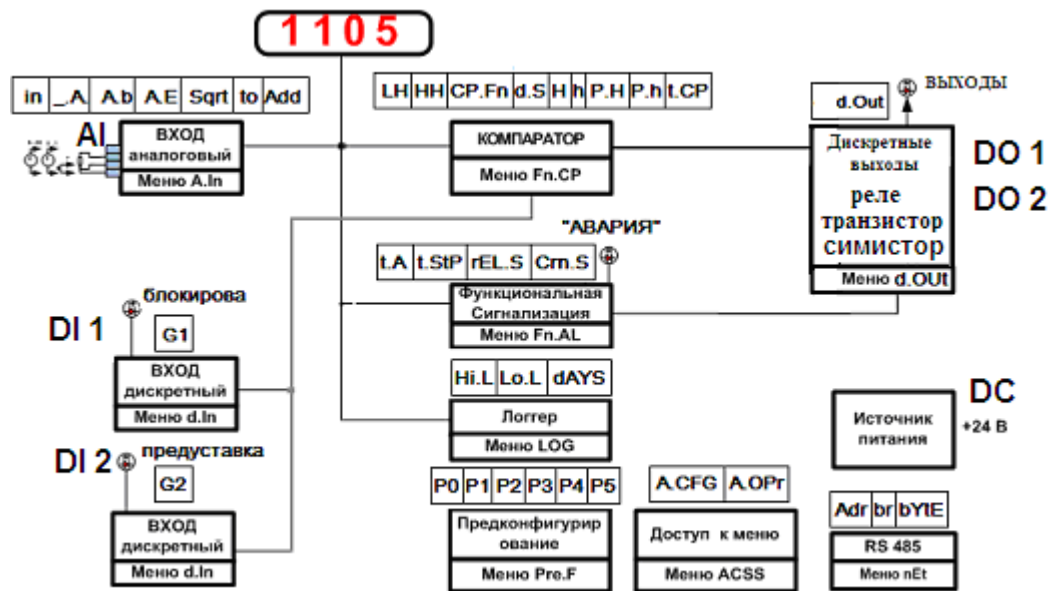 1105
in _.A A.b A.E Sqrt to Add
LH HH CP.Fn d.S H h P.H P.h t.CP
d.Out
ВЫХОДЫ
AI
ВХОД
аналоговый
Меню A.In
КОМПАРАТОР
Меню Fn.CP
Дискретные
выходы
реле
транзистор
симистор
Меню d.OUt
DO 1
DO 2
"АВАРИЯ"
t.A t.StP rEL.S Crn.S
Функциональная
Сигнализация
Меню Fn.AL
блокирова
DI 1
G1
ВХОД
дискретный
Меню d.In
Hi.L Lo.L dAYS
Логгер
Меню LOG
DC
Источник
питания
+24 В
предуставка
DI 2
G2
ВХОД
дискретный
Меню d.In
P0 P1 P2 P3 P4 P5
Предконфигурир
ование
Меню Pre.F
A.CFG A.OPr
Доступ к меню
Меню ACSS
Adr br bYtE
RS 485
Меню nEt